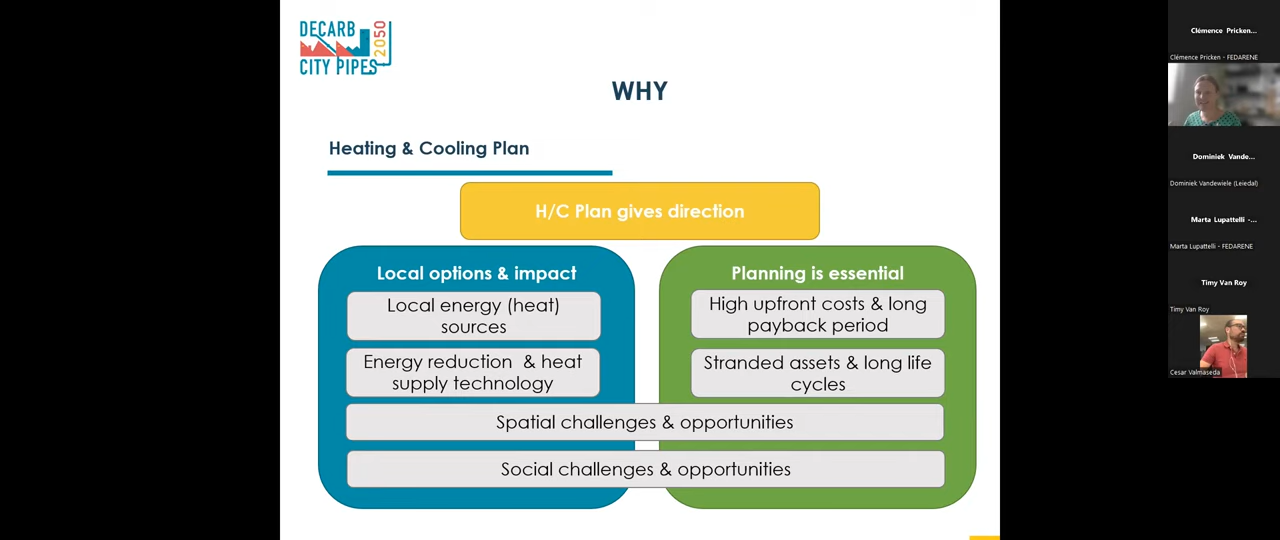 DECARB
CITY PIPES
2050
WHY
Heating & Cooling Plan
H/C Plan gives direction
Local options & impact
Local energy (heat)
sources
Energy reduction & heat
supply technology
Planning is essential
High upfront costs & long
payback period
Stranded assets & long life
cycles
Spatial challenges & opportunities
Social challenges & opportunities
Clémence Pricken...
Clémence Pricken - FEDARENE
Dominiek Vande...
Dominiek Vandewiele (Leiedal)
Marta Lupattelli -...
Marta Lupattelli - FEDARENE
Timy Van Roy
Timy Van Roy
Cesar Valmaseda